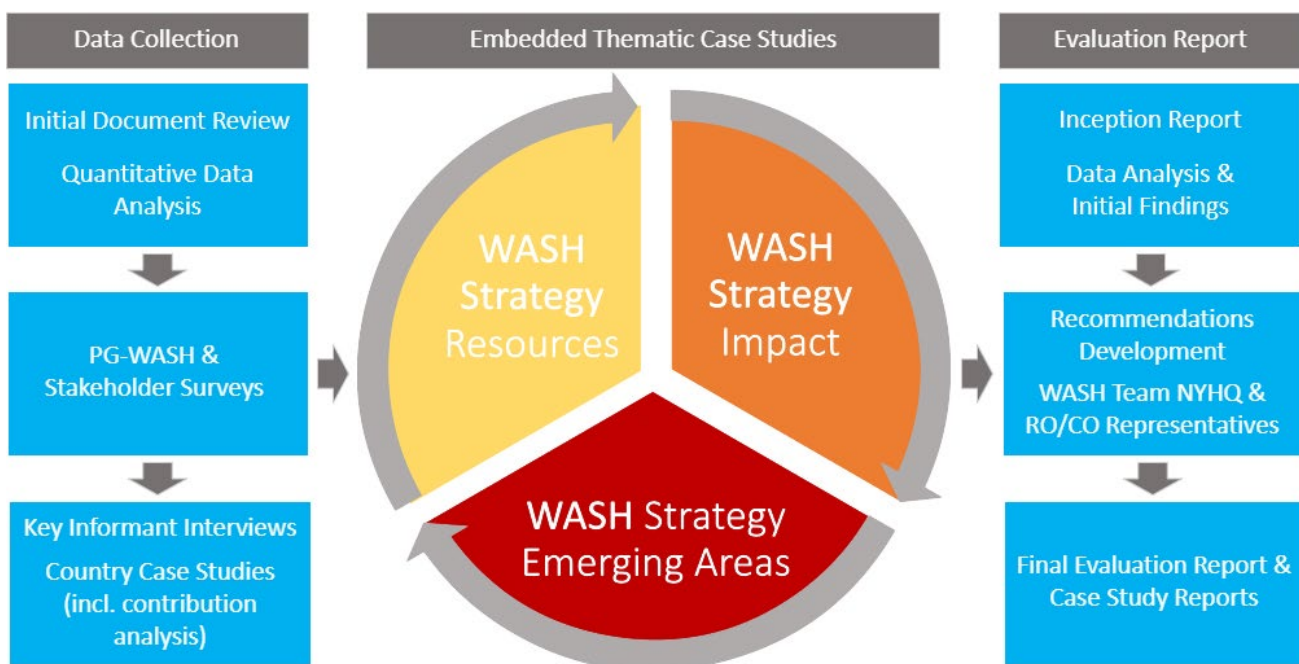 Data Collection
Initial Document Review
Quantitative Data
Analysis
PG-WASH &
Stakeholder Surveys
Key Informant Interviews
Country Case Studies
(incl. contribution
analysis)
Embedded Thematic Case Studies
WASH
Strategy
Resources
WASH
Strategy
Impact
WASH Strategy
Emerging Areas
Evaluation Report
Inception Report
Data Analysis &
Initial Findings
Recommendations
Development
WASH Team NYHQ &
RO/CO Representatives
Final Evaluation Report &
Case Study Reports